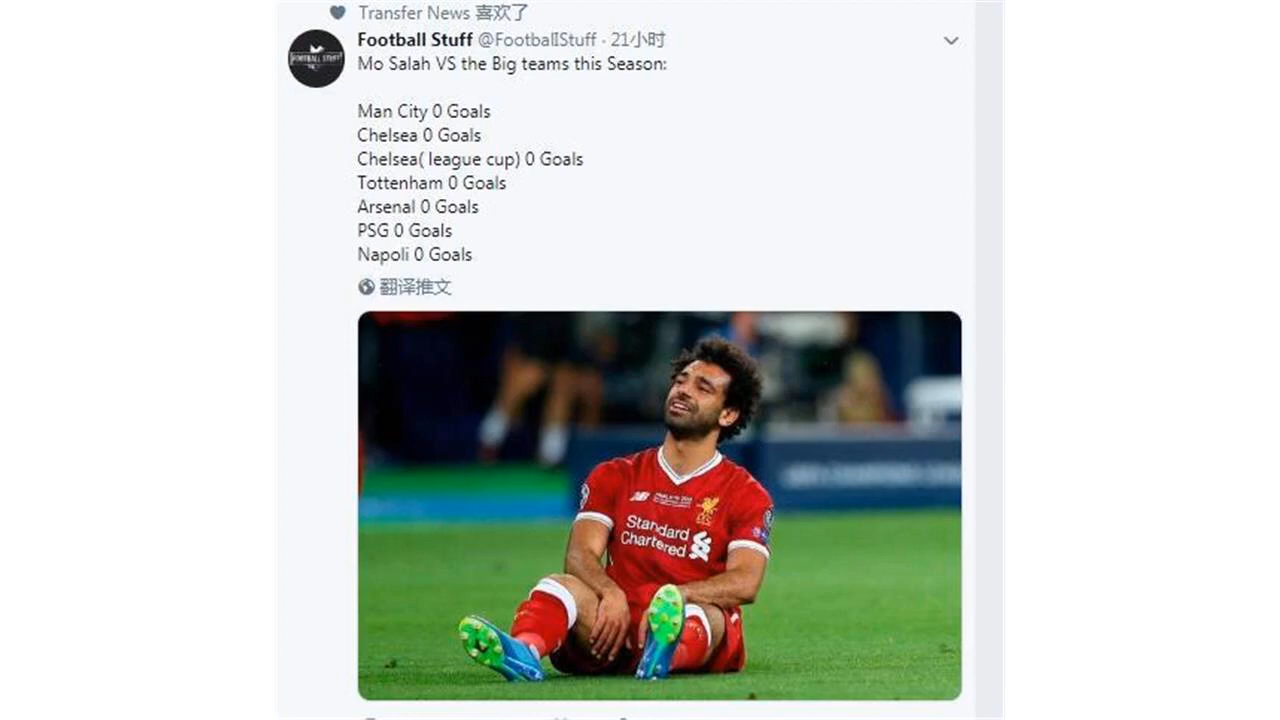 Transfer News 喜欢了
Football Stuff @FootballStuff · 21小时
Mo Salah VS the Big teams this Season:
Man City 0 Goals
Chelsea 0 Goals
Chelsea( league cup) 0 Goals
Tottenham 0 Goals
Arsenal 0 Goals
PSG 0 Goals
Napoli 0 Goals
翻译推文
Standard
Chartered